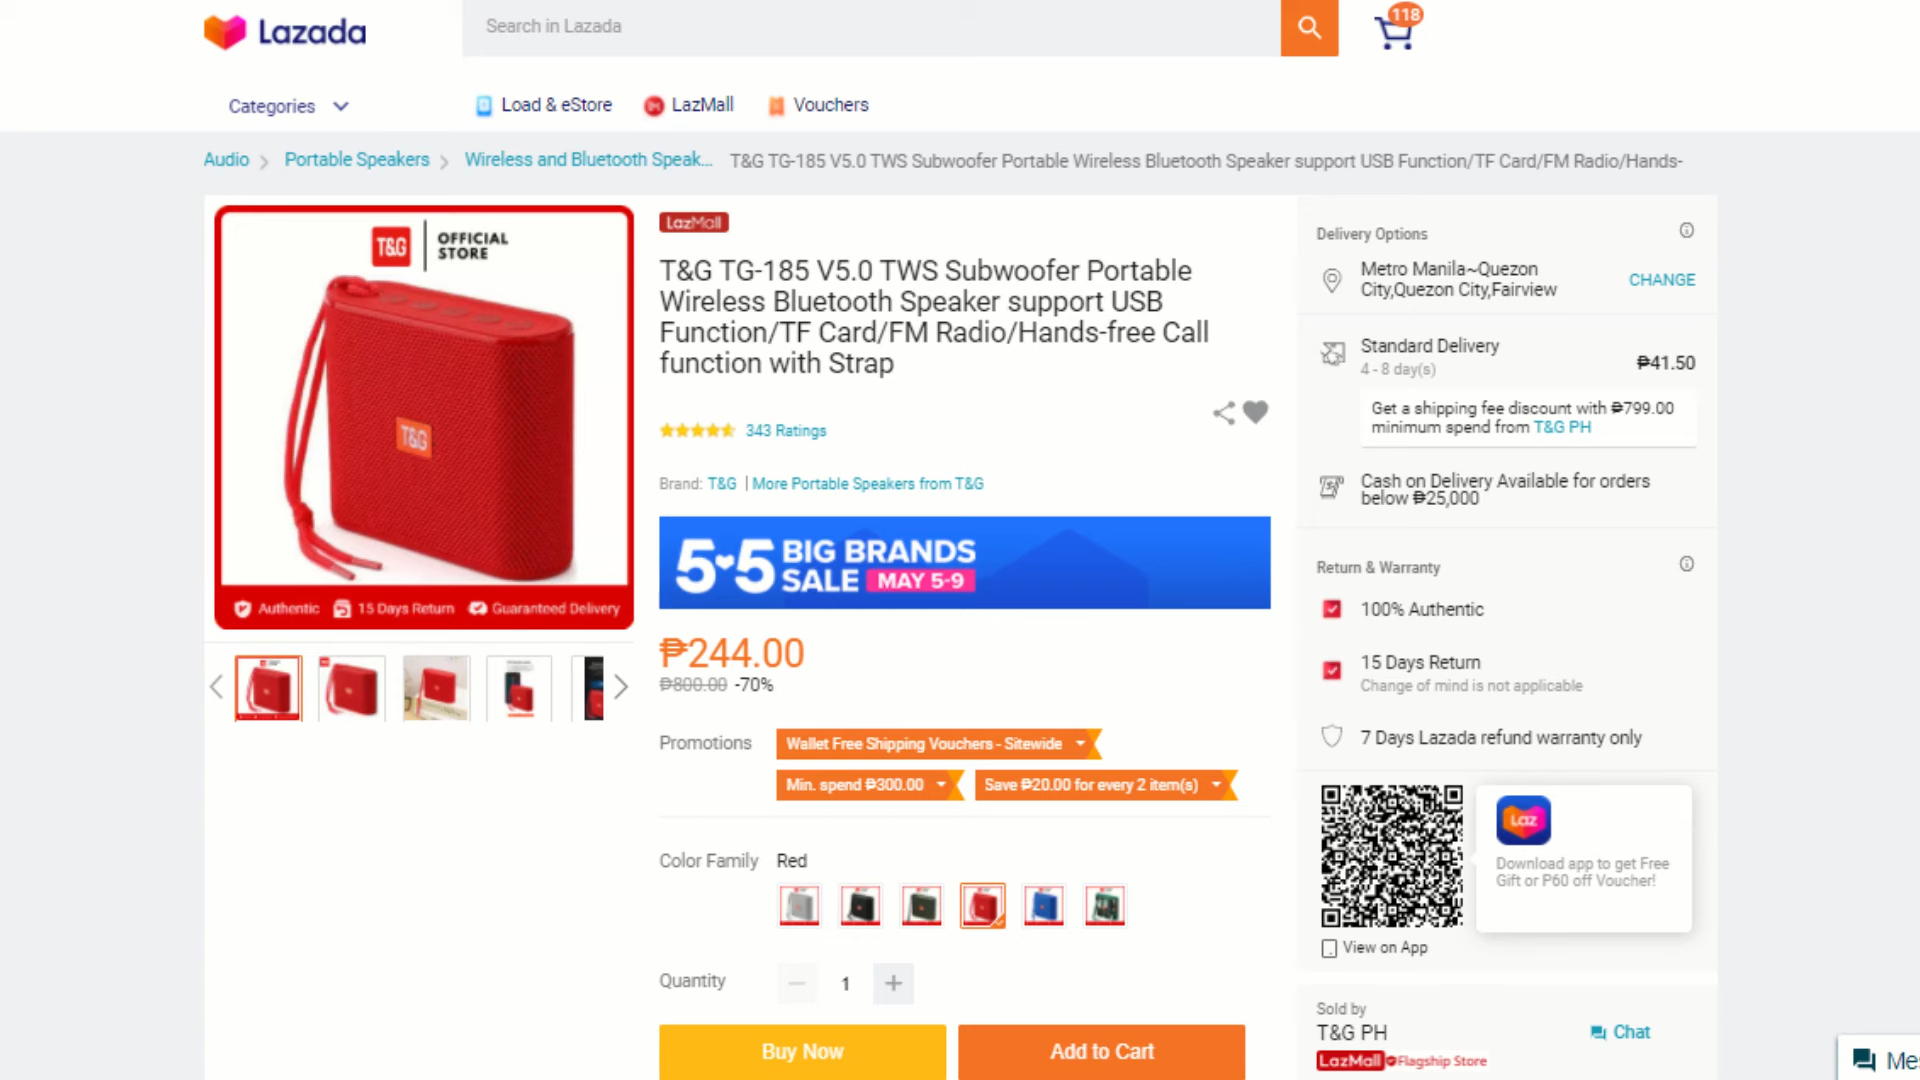 Lazada
Search in Lazada
118
Categories
Load & eStore
LazMall
Vouchers
Audio
Portable Speakers
Wireless and Bluetooth Speak...
T&G TG-185 V5.0 TWS Subwoofer Portable Wireless Bluetooth Speaker support USB Function/TF Card/FM Radio/Hands-
T&G
OFFICIAL
STORE
T&G
Authentic
15 Days Return
Guaranteed Delivery
LazMall
T&G TG-185 V5.0 TWS Subwoofer Portable
Wireless Bluetooth Speaker support USB
Function/TF Card/FM Radio/Hands-free Call
function with Strap
343 Ratings
Brand: T&G | More Portable Speakers from T&G
5.5 BIG BRANDS
SALE MAY 5-9
₱244.00
₱800.00 -70%
Promotions
Wallet Free Shipping Vouchers - Sitewide
Min. spend ₱300.00
Save ₱20.00 for every 2 item(s)
Color Family Red
Quantity
1
Buy Now
Add to Cart
Delivery Options
Metro Manila~Quezon
City,Quezon City,Fairview
CHANGE
Standard Delivery
₱41.50
4 - 8 day(s)
Get a shipping fee discount with ₱799.00
minimum spend from T&G PH
Cash on Delivery Available for orders
below ₱25,000
Return & Warranty
100% Authentic
15 Days Return
Change of mind is not applicable
7 Days Lazada refund warranty only
Laz
Download app to get Free
Gift or P60 off Voucher!
View on App
Sold by
T&G PH
Chat
LazMall Flagship Store
Me